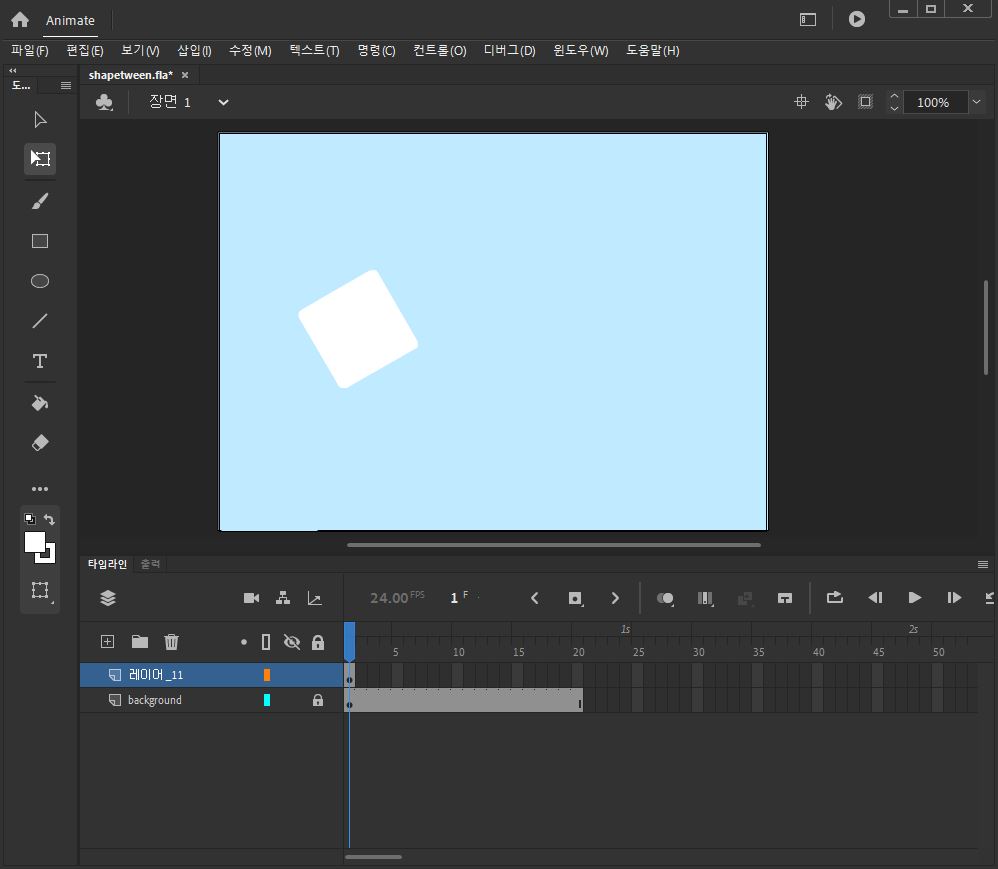 Animate
파일(F) 편집(E) 보기(V) 삽입(I) 수정(M) 텍스트(T) 명령(C) 컨트롤(O) 디버그(D) 윈도우(W) 도움말(H)
도...
shapetween.fla*
장면 1
100%
T
타임라인 출력
24.00 FPS 1 F
1s 2s
5 10 15 20 25 30 35 40 45 50
레이어_11
background